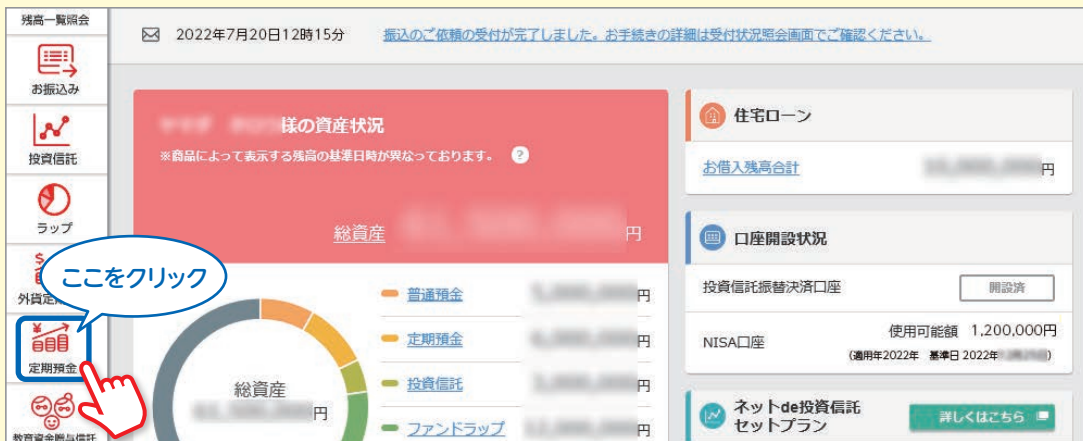 残高一覧照会
お振込み
投資信託
ラップ
ここをクリック
定期預金
教育資金贈与信託
2022年7月20日12時15分 振込のご依頼の受付が完了しました。お手続きの詳細は受付状況照会画面でご確認ください。
様の資産状況
※商品によって表示する残高の基準日時が異なっております。 ?
総資産 円
総資産
円
普通預金 円
定期預金 円
投資信託 円
ファンドラップ 円
住宅ローン
お借入残高合計 円
口座開設状況
投資信託振替決済口座 開設済
NISA口座 使用可能額 1,200,000円
(適用年2022年 基準日 2022年 )
ネットde投資信託
セットプラン
詳しくはこちら